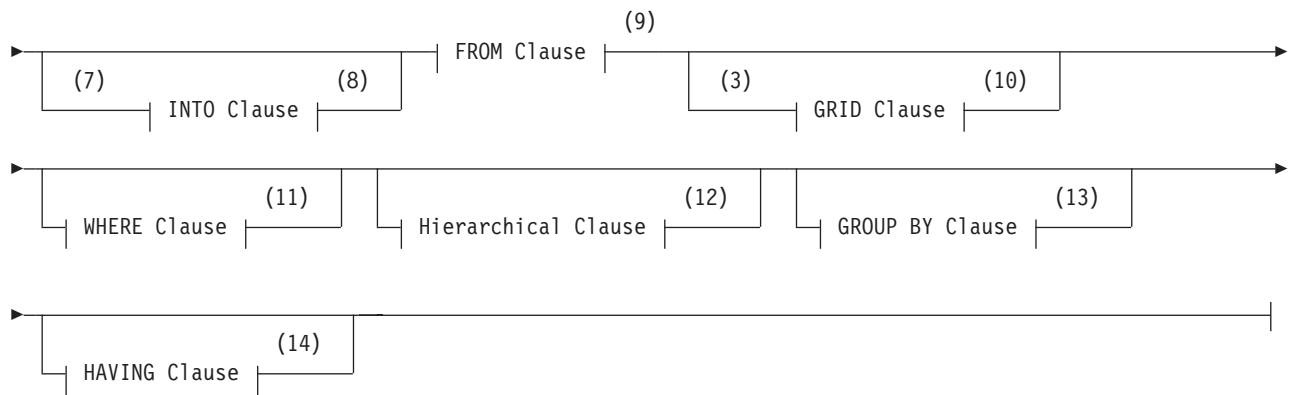 (9)
FROM Clause
(7) (8) (3) (10)
INTO Clause GRID Clause
(11) (12) (13)
WHERE Clause Hierarchical Clause GROUP BY Clause
(14)
HAVING Clause